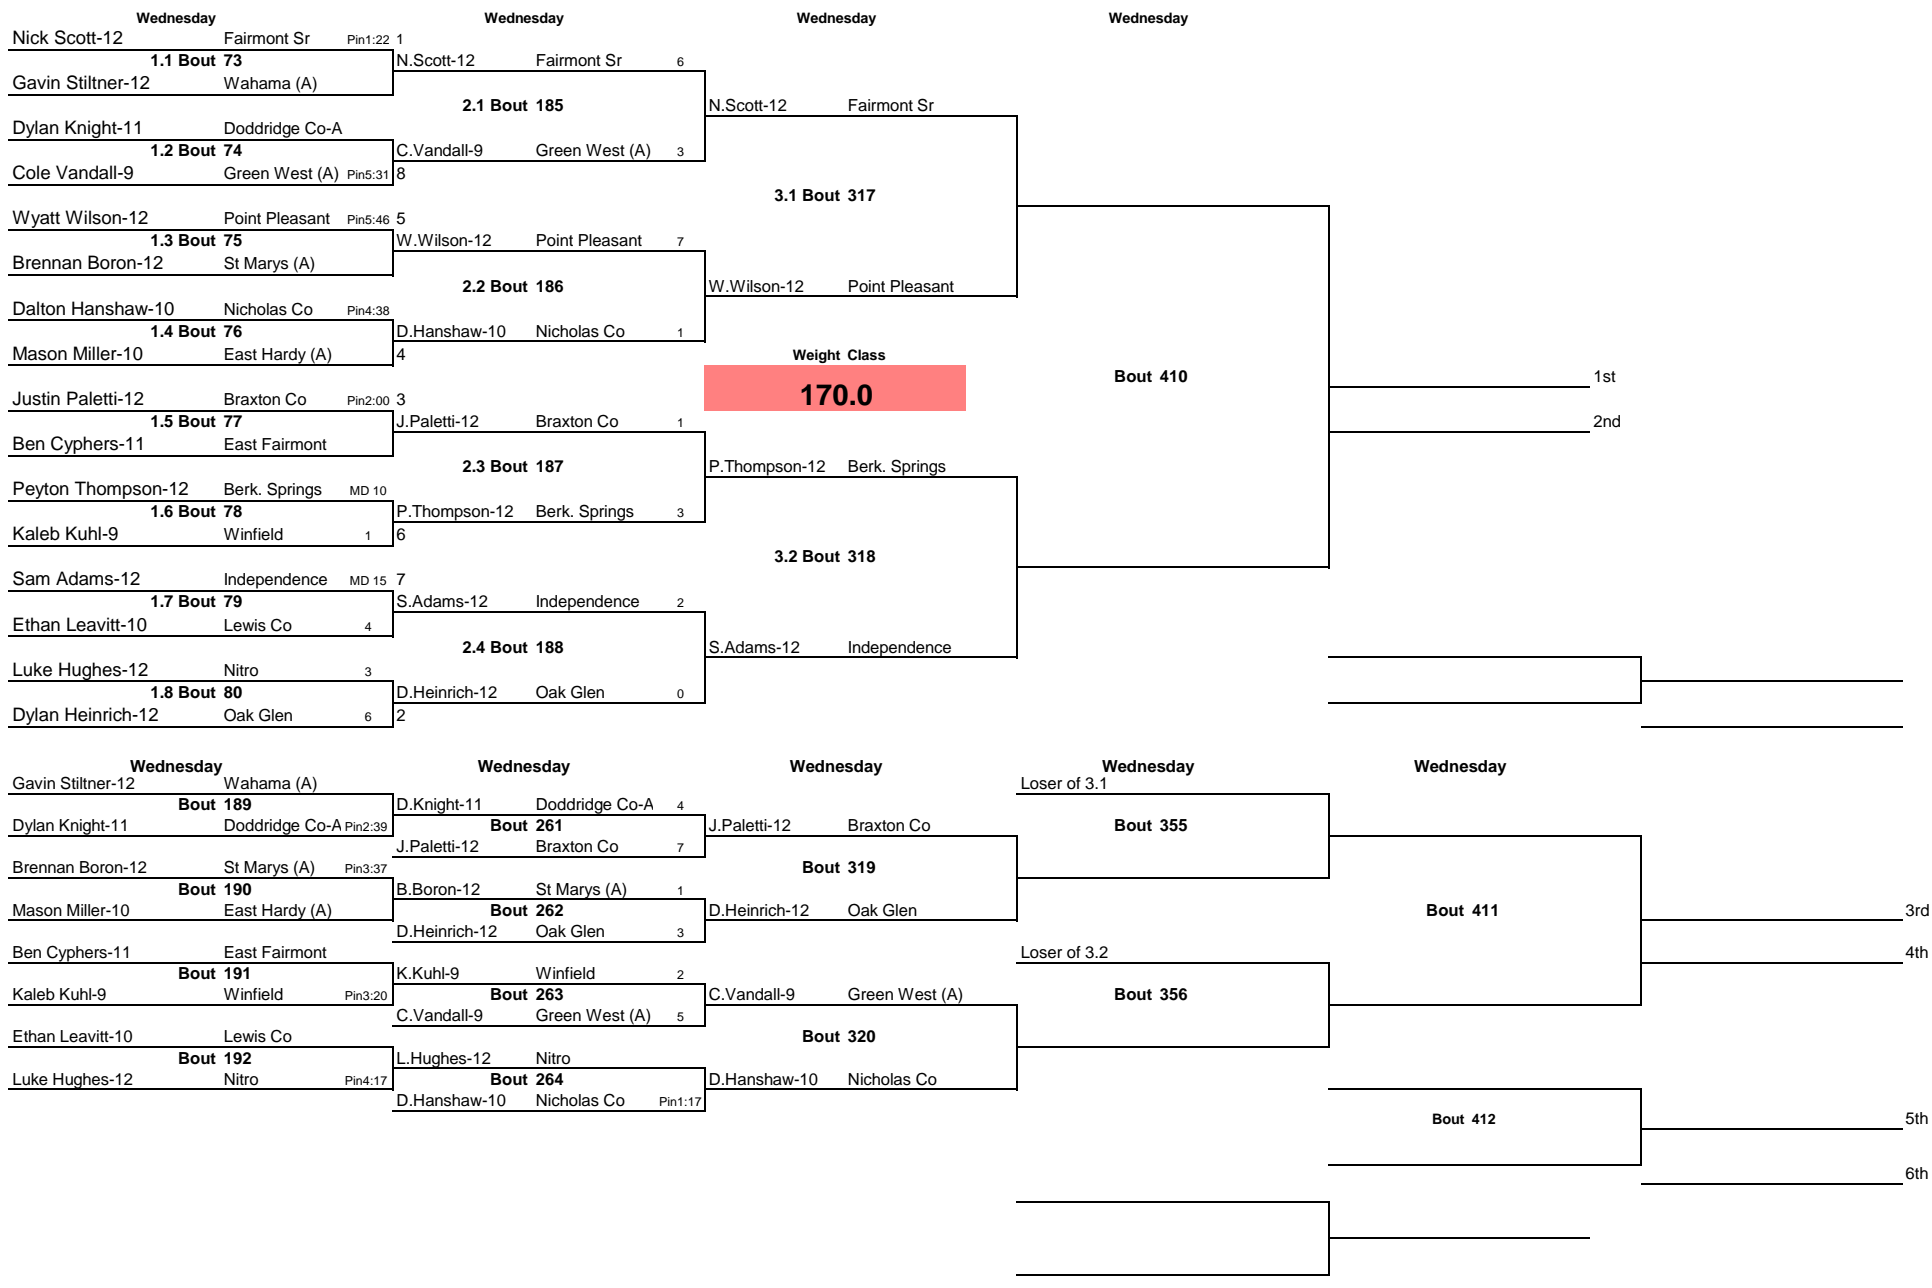 Wednesday Wednesday Wednesday Wednesday
Nick Scott-12 Fairmont Sr Pin1:22 1
1.1 Bout 73 N.Scott-12 Fairmont Sr 6
Gavin Stiltner-12 Wahama (A)
2.1 Bout 185 N.Scott-12 Fairmont Sr
Dylan Knight-11 Doddridge Co-A
1.2 Bout 74 C.Vandall-9 Green West (A) 3
Cole Vandall-9 Green West (A) Pin5:31 8
3.1 Bout 317
Wyatt Wilson-12 Point Pleasant Pin5:46 5
1.3 Bout 75 W.Wilson-12 Point Pleasant 7
Brennan Boron-12 St Marys (A)
2.2 Bout 186 W.Wilson-12 Point Pleasant
Dalton Hanshaw-10 Nicholas Co Pin4:38
1.4 Bout 76 D.Hanshaw-10 Nicholas Co 1
Mason Miller-10 East Hardy (A) 4 Weight Class
Bout 410 1st
170.0
Justin Paletti-12 Braxton Co Pin2:00 3
1.5 Bout 77 J.Paletti-12 Braxton Co 1 2nd
Ben Cyphers-11 East Fairmont
2.3 Bout 187 P.Thompson-12 Berk. Springs
Peyton Thompson-12 Berk. Springs MD 10
1.6 Bout 78 P.Thompson-12 Berk. Springs 3
Kaleb Kuhl-9 Winfield 1 6
3.2 Bout 318
Sam Adams-12 Independence MD 15 7
1.7 Bout 79 S.Adams-12 Independence 2
Ethan Leavitt-10 Lewis Co 4
2.4 Bout 188 S.Adams-12 Independence
Luke Hughes-12 Nitro 3
1.8 Bout 80 D.Heinrich-12 Oak Glen 0
Dylan Heinrich-12 Oak Glen 6 2
Wednesday Wednesday Wednesday Wednesday Wednesday
Gavin Stiltner-12 Wahama (A) Loser of 3.1
Bout 189 D.Knight-11 Doddridge Co-A 4
Dylan Knight-11 Doddridge Co-A Pin2:39 Bout 261 J.Paletti-12 Braxton Co Bout 355
J.Paletti-12 Braxton Co 7
Brennan Boron-12 St Marys (A) Pin3:37 Bout 319
Bout 190 B.Boron-12 St Marys (A) 1
Mason Miller-10 East Hardy (A) Bout 262 D.Heinrich-12 Oak Glen Bout 411 3rd
D.Heinrich-12 Oak Glen 3
Ben Cyphers-11 East Fairmont Loser of 3.2 4th
Bout 191 K.Kuhl-9 Winfield 2
Kaleb Kuhl-9 Winfield Pin3:20 Bout 263 C.Vandall-9 Green West (A) Bout 356
C.Vandall-9 Green West (A) 5
Ethan Leavitt-10 Lewis Co Bout 320
Bout 192 L.Hughes-12 Nitro
Luke Hughes-12 Nitro Pin4:17 Bout 264 D.Hanshaw-10 Nicholas Co
D.Hanshaw-10 Nicholas Co Pin1:17
Bout 412 5th
6th